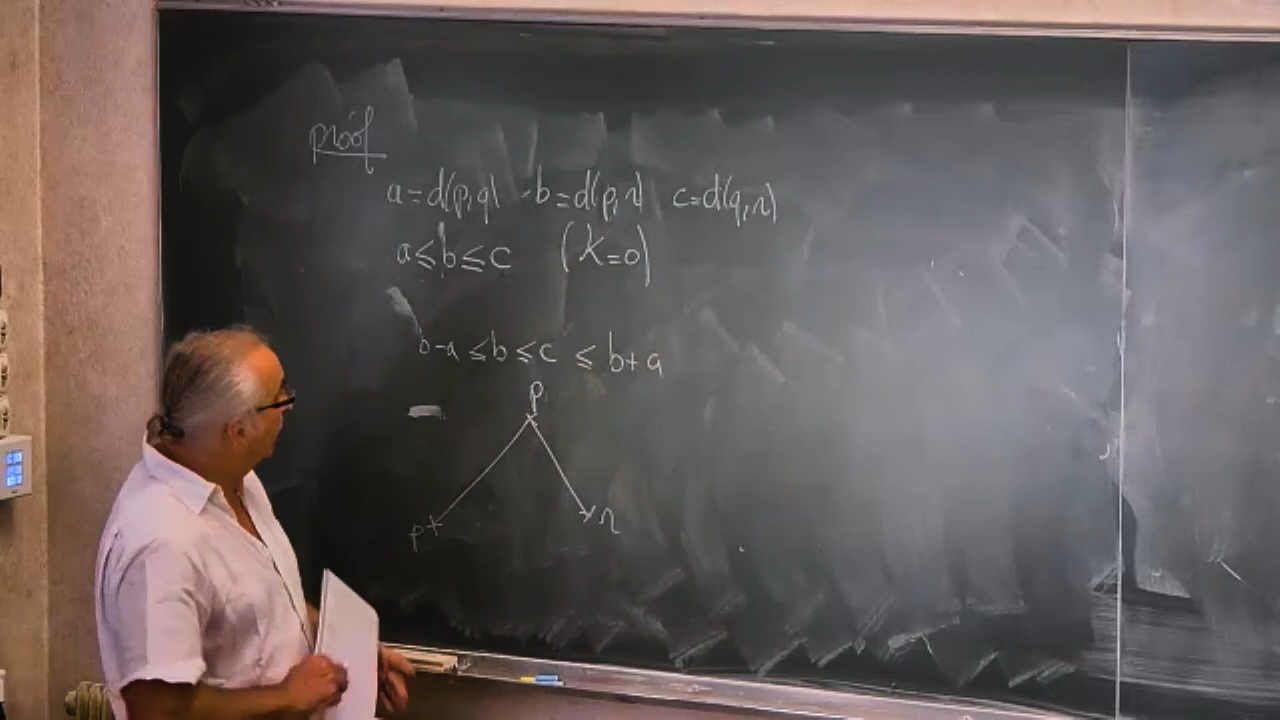 proof
a=d(p,q) b=d(p,r) c=d(q,r)
a≤b≤c (K=0)
b-a ≤b ≤c ≤ b+a
p
p r